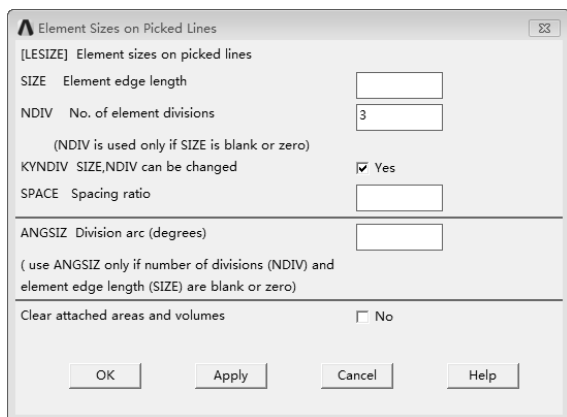 Element Sizes on Picked Lines
[LESIZE] Element sizes on picked lines
SIZE Element edge length
NDIV No. of element divisions 3
(NDIV is used only if SIZE is blank or zero)
KYNDIV SIZE,NDIV can be changed Yes
SPACE Spacing ratio
ANGSIZ Division arc (degrees)
( use ANGSIZ only if number of divisions (NDIV) and
element edge length (SIZE) are blank or zero)
Clear attached areas and volumes No
OK Apply Cancel Help